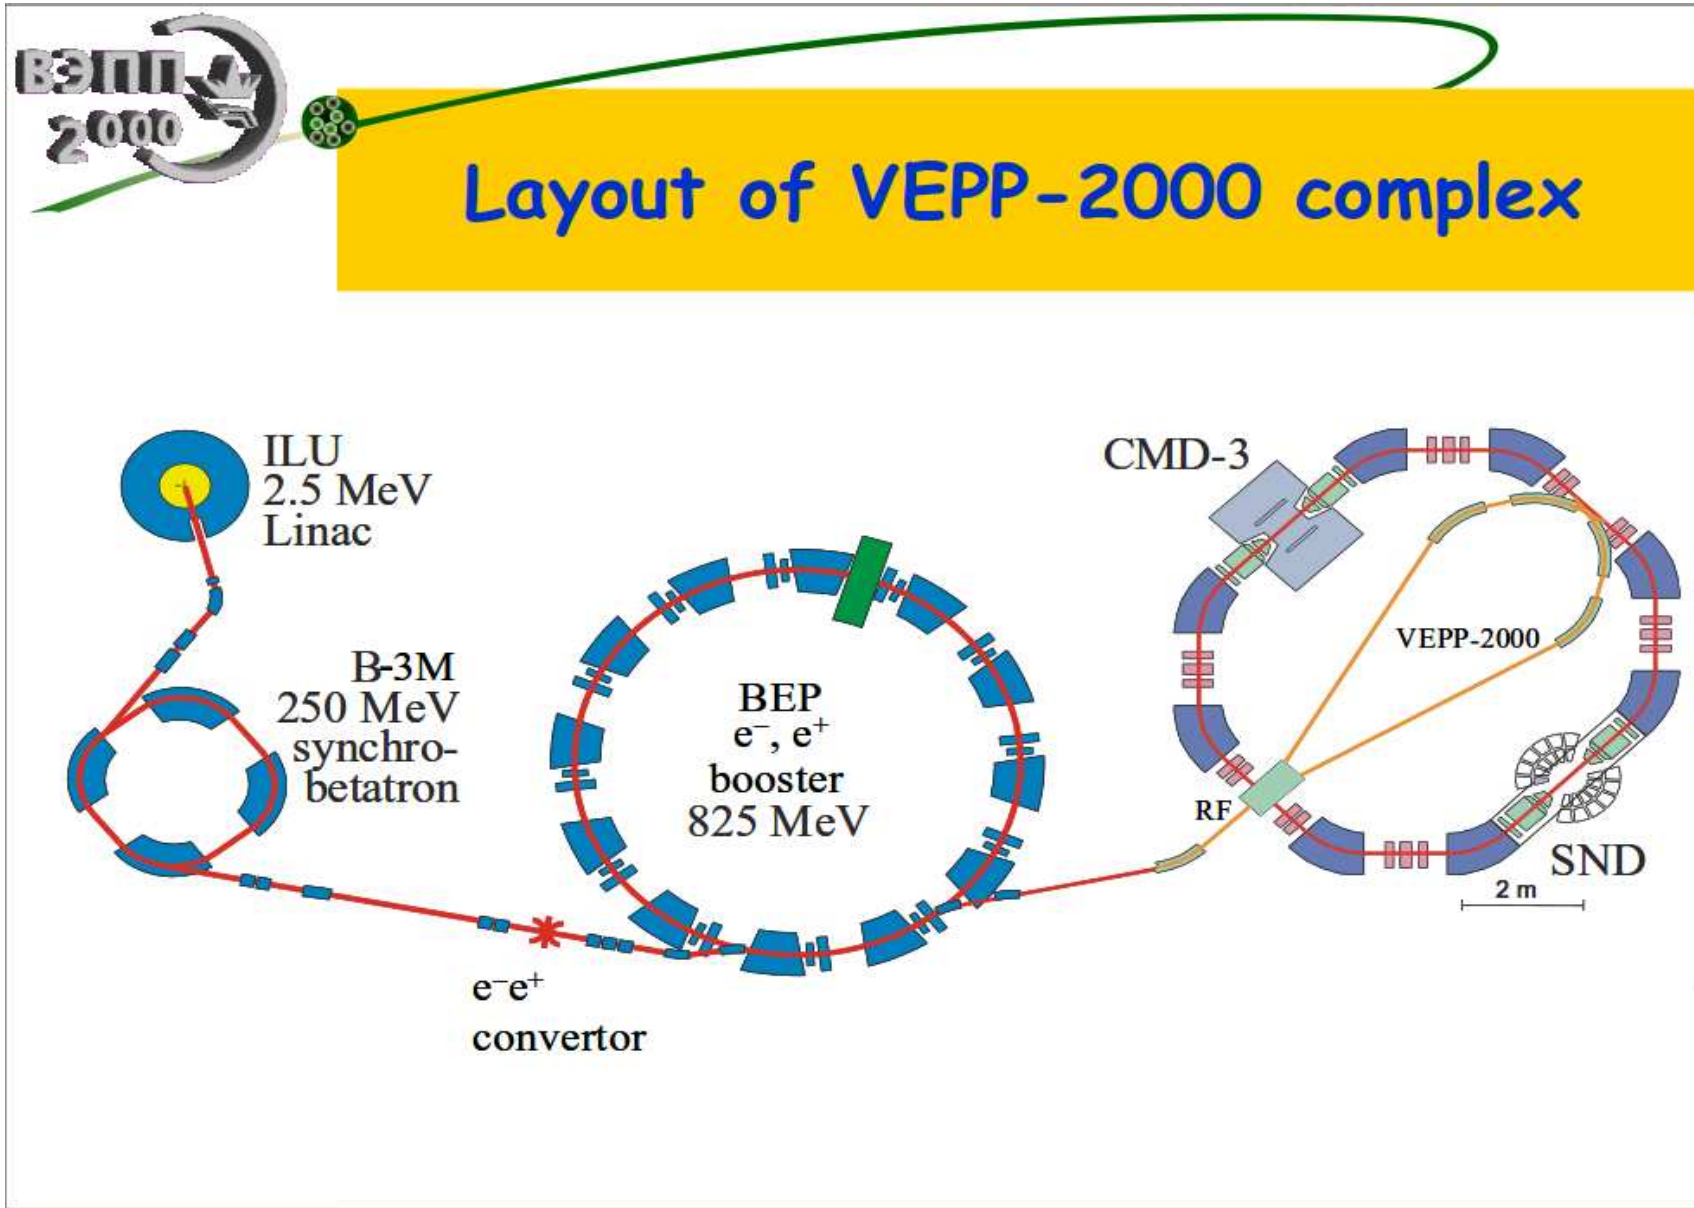 ВЭПП
2000
Layout of VEPP-2000 complex
ILU
2.5 MeV
Linac
B-3M
250 MeV
synchro-
betatron
BEP
e⁻, e⁺
booster
825 MeV
e⁻e⁺
convertor
CMD-3
VEPP-2000
RF
SND
2 m